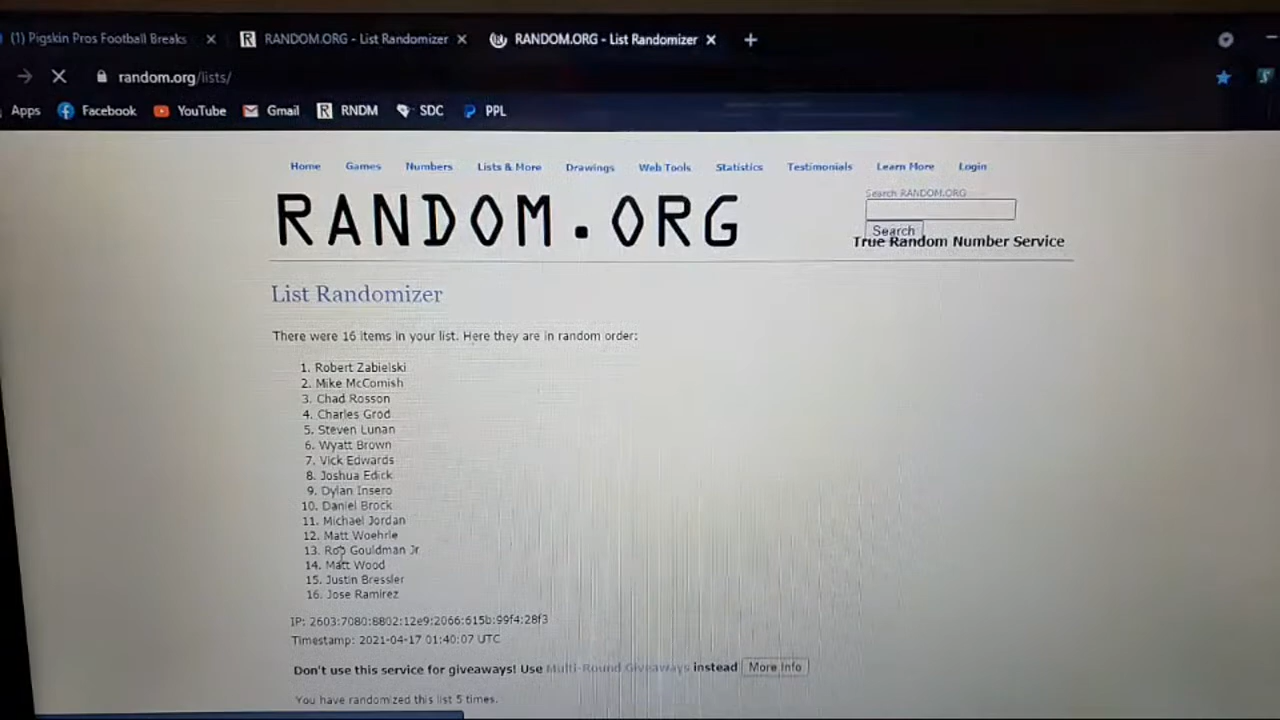 (1) Pigskin Pros Football Breaks RANDOM.ORG - List Randomizer RANDOM.ORG - List Randomizer
random.org/lists/
Apps Facebook YouTube Gmail RNDM SDC PPL
Home Games Numbers Lists & More Drawings Web Tools Statistics Testimonials Learn More Login
Search RANDOM.ORG
RANDOM.ORG
Search
True Random Number Service
List Randomizer
There were 16 items in your list. Here they are in random order:
1. Robert Zabielski
2. Mike McComish
3. Chad Rosson
4. Charles Grod
5. Steven Lunan
6. Wyatt Brown
7. Vick Edwards
8. Joshua Edick
9. Dylan Insero
10. Daniel Brock
11. Michael Jordan
12. Matt Woehrle
13. Rob Gouldman Jr
14. Matt Wood
15. Justin Bressler
16. Jose Ramirez
IP: 2603:7080:8802:12e9:2066:615b:99f4:28f3
Timestamp: 2021-04-17 01:40:07 UTC
Don't use this service for giveaways! Use Multi-Round Giveaways instead More Info
You have randomized this list 5 times.